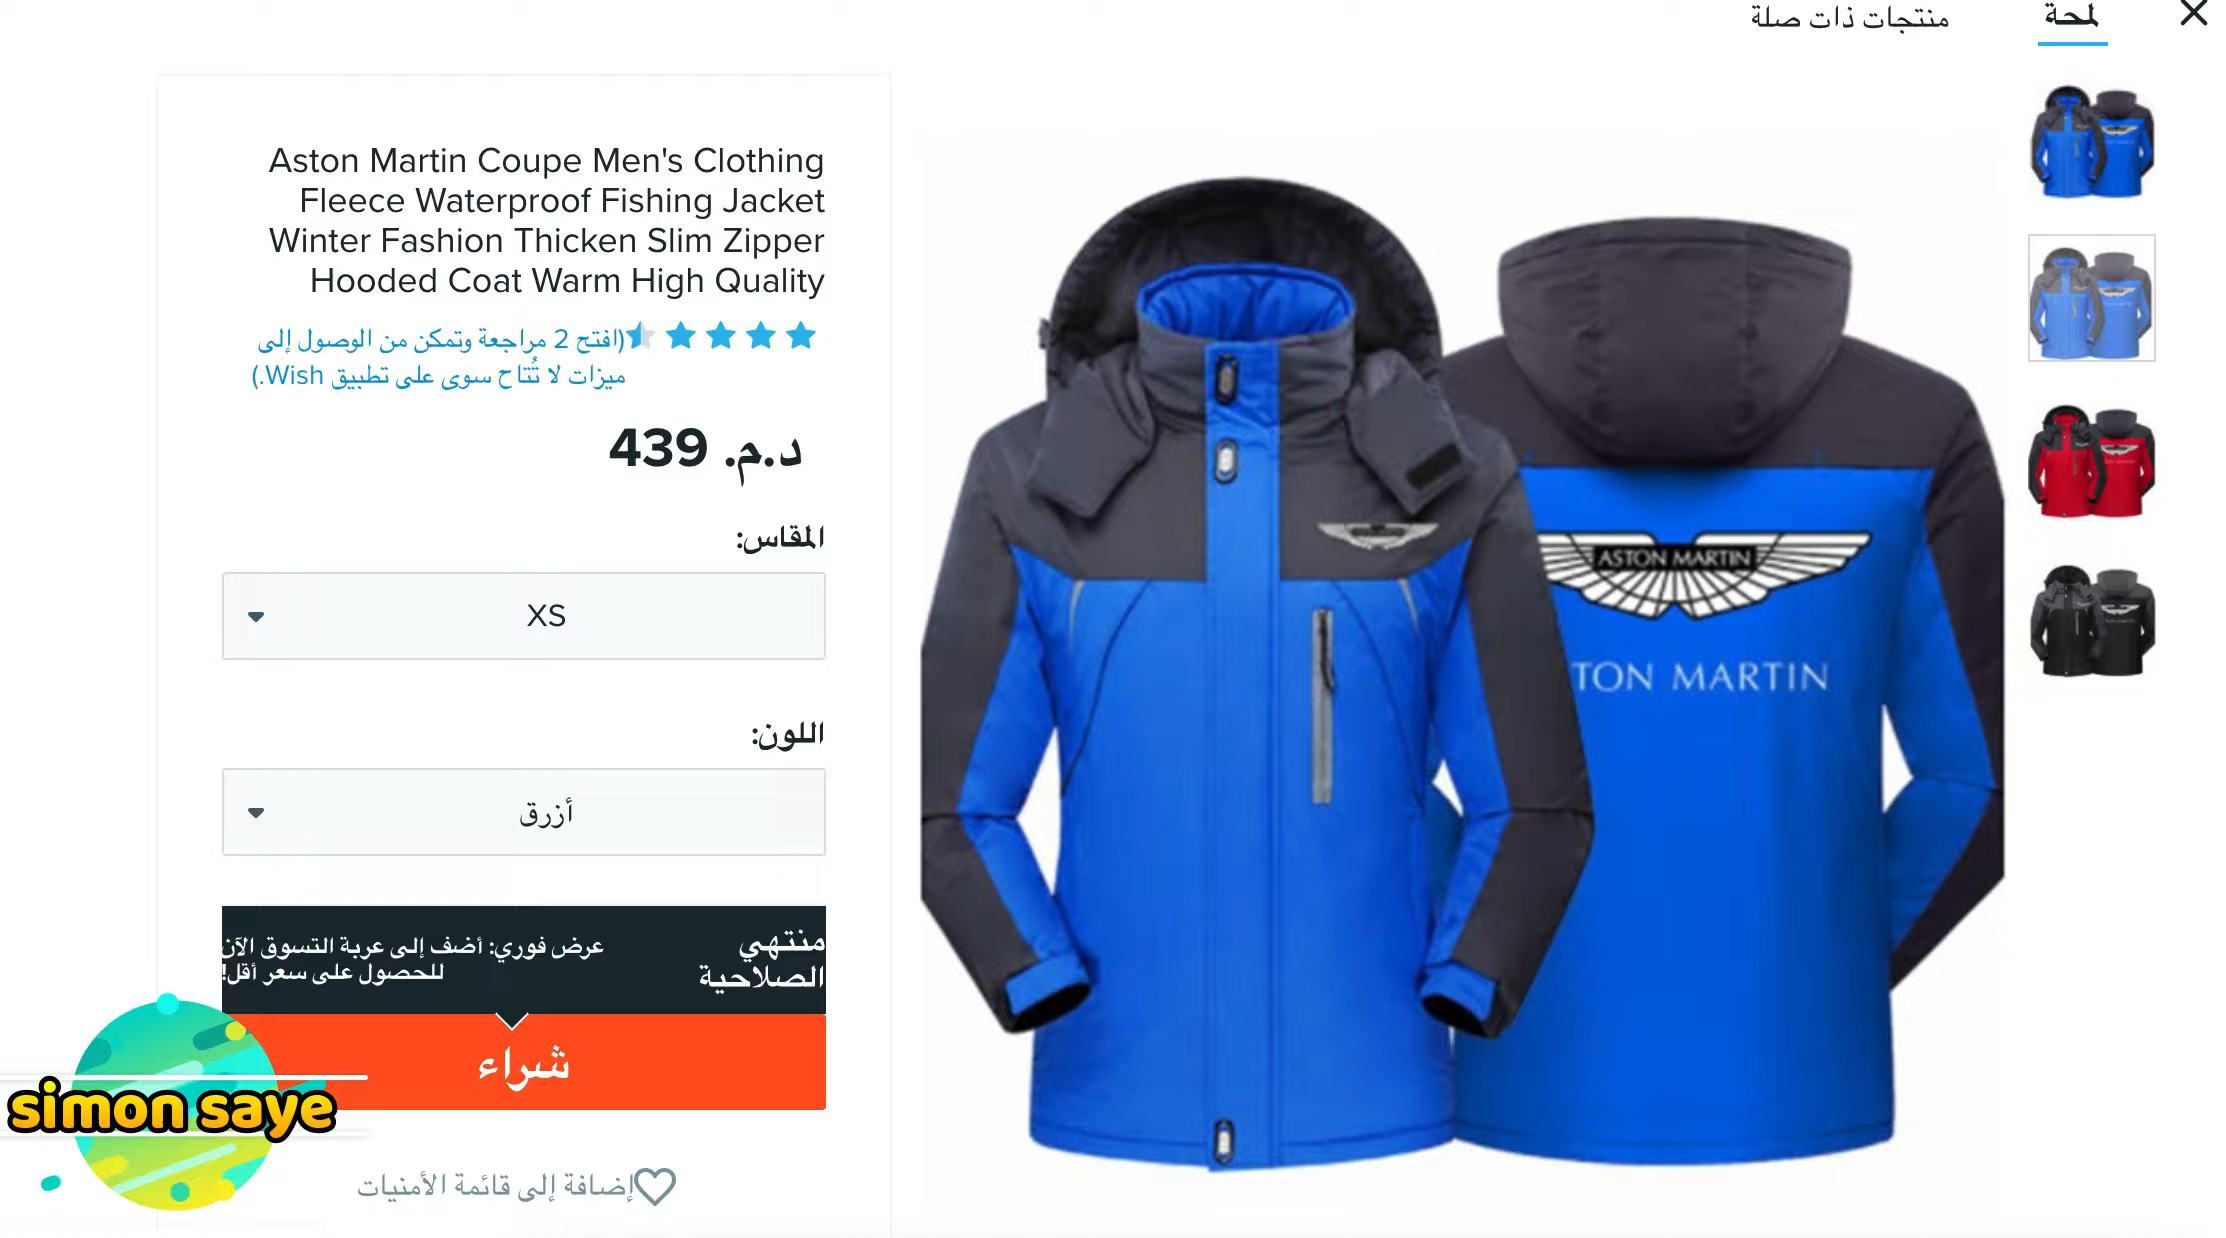 لمحة
منتجات ذات صلة
Aston Martin Coupe Men's Clothing
Fleece Waterproof Fishing Jacket
Winter Fashion Thicken Slim Zipper
Hooded Coat Warm High Quality
(افتح 2 مراجعة وتمكن من الوصول إلى
ميزات لا تُتاح سوى على تطبيق Wish.)
د.م. 439
المقاس:
XS
اللون:
أزرق
منتهي
الصلاحية
عرض فوري: أضف إلى عربة التسوق الآن
للحصول على سعر أقل!
شراء
إضافة إلى قائمة الأمنيات
simon saye
ASTON MARTIN
TON MARTIN